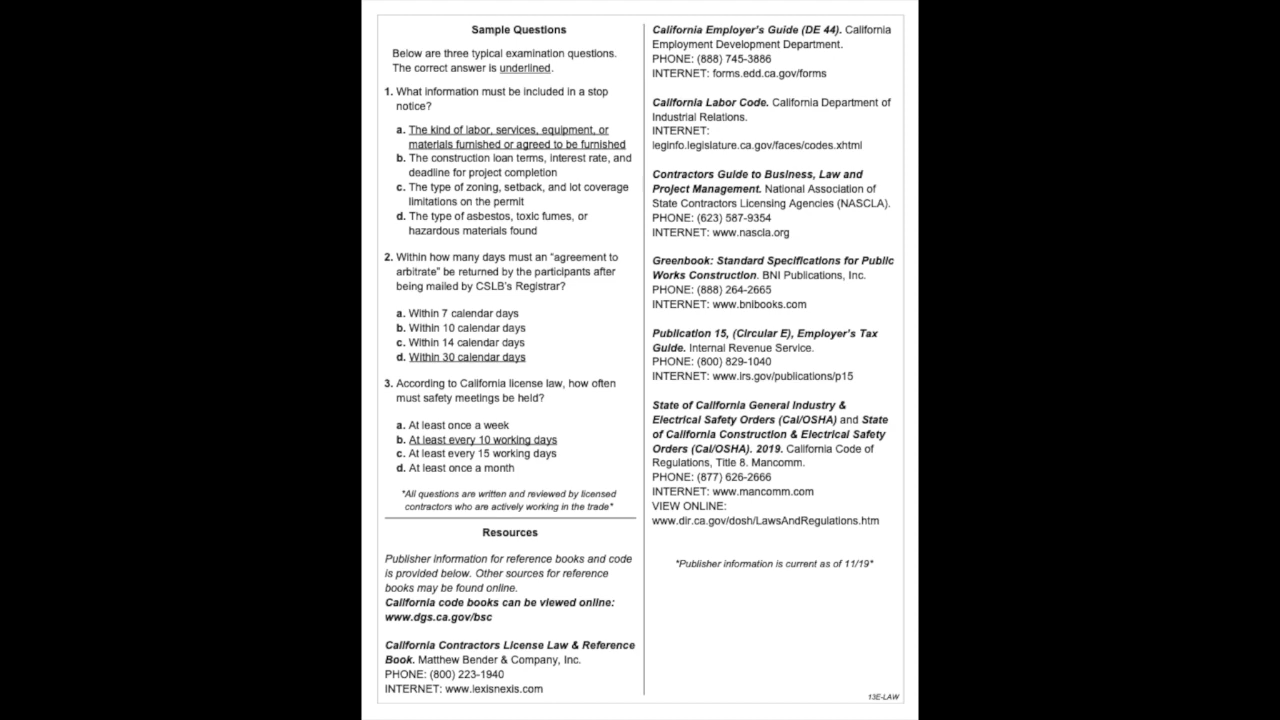 Sample Questions
Below are three typical examination questions.
The correct answer is underlined.
1. What information must be included in a stop
notice?
a. The kind of labor, services, equipment, or
materials furnished or agreed to be furnished
b. The construction loan terms, interest rate, and
deadline for project completion
c. The type of zoning, setback, and lot coverage
limitations on the permit
d. The type of asbestos, toxic fumes, or
hazardous materials found
2. Within how many days must an "agreement to
arbitrate" be returned by the participants after
being mailed by CSLB's Registrar?
a. Within 7 calendar days
b. Within 10 calendar days
c. Within 14 calendar days
d. Within 30 calendar days
3. According to California license law, how often
must safety meetings be held?
a. At least once a week
b. At least every 10 working days
c. At least every 15 working days
d. At least once a month
*All questions are written and reviewed by licensed
contractors who are actively working in the trade*
Resources
Publisher information for reference books and code
is provided below. Other sources for reference
books may be found online.
California code books can be viewed online:
www.dgs.ca.gov/bsc
California Contractors License Law & Reference
Book. Matthew Bender & Company, Inc.
PHONE: (800) 223-1940
INTERNET: www.lexisnexis.com
California Employer's Guide (DE 44). California
Employment Development Department.
PHONE: (888) 745-3886
INTERNET: forms.edd.ca.gov/forms
California Labor Code. California Department of
Industrial Relations.
INTERNET:
leginfo.legislature.ca.gov/faces/codes.xhtml
Contractors Guide to Business, Law and
Project Management. National Association of
State Contractors Licensing Agencies (NASCLA).
PHONE: (623) 587-9354
INTERNET: www.nascla.org
Greenbook: Standard Specifications for Public
Works Construction. BNI Publications, Inc.
PHONE: (888) 264-2665
INTERNET: www.bnibooks.com
Publication 15, (Circular E), Employer's Tax
Guide. Internal Revenue Service.
PHONE: (800) 829-1040
INTERNET: www.irs.gov/publications/p15
State of California General Industry &
Electrical Safety Orders (Cal/OSHA) and State
of California Construction & Electrical Safety
Orders (Cal/OSHA). 2019. California Code of
Regulations, Title 8. Mancomm.
PHONE: (877) 626-2666
INTERNET: www.mancomm.com
VIEW ONLINE:
www.dir.ca.gov/dosh/LawsAndRegulations.htm
*Publisher information is current as of 11/19*
13E-LAW